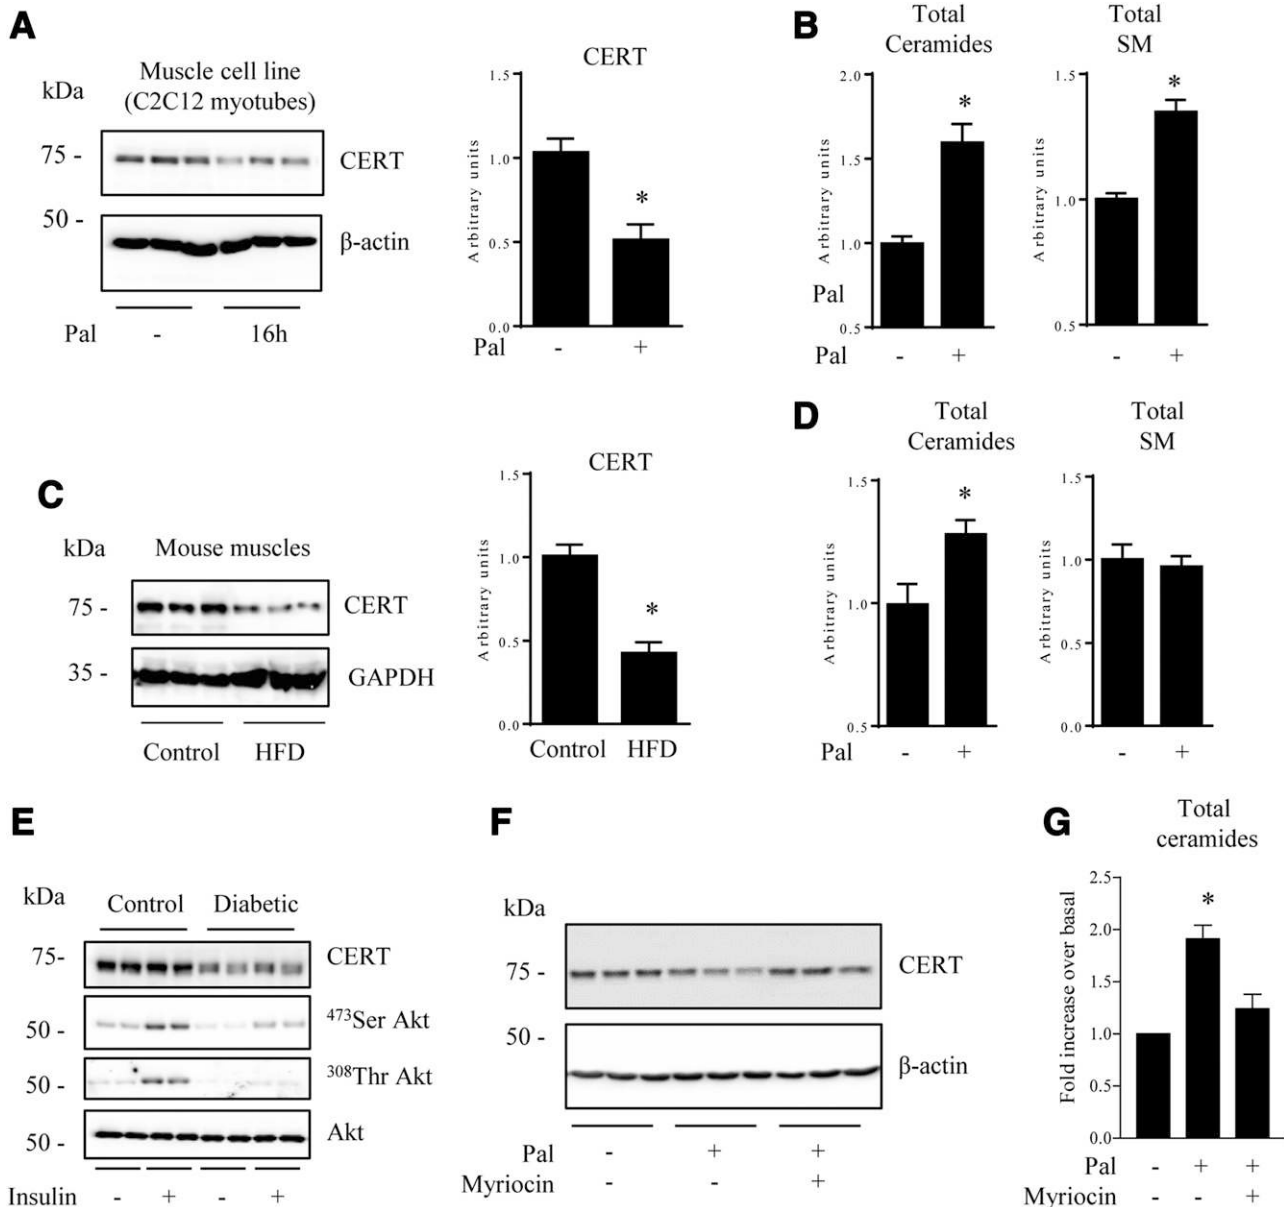 A
Muscle cell line
(C2C12 myotubes)
kDa
75 -
CERT
50 -
β-actin
Pal
-
16h
CERT
Arbitrary units
1.5
1.0
0.5
0.0
*
Pal
-
+
B
Total
Ceramides
Arbitrary units
2.0
1.5
1.0
0.5
*
Pal
Pal
-
+
Total
SM
Arbitrary units
1.5
1.0
0.5
*
-
+
C
kDa
Mouse muscles
75 -
CERT
35 -
GAPDH
Control
HFD
CERT
Arbitrary units
1.5
1.0
0.5
0.0
*
Control
HFD
D
Total
Ceramides
Arbitrary units
1.5
1.0
0.5
*
Pal
-
+
Total
SM
Arbitrary units
1.5
1.0
0.5
0.0
-
+
E
kDa
Control
Diabetic
75-
CERT
50 -
473Ser Akt
50 -
308Thr Akt
50 -
Akt
Insulin
-
+
-
+
F
kDa
75 -
CERT
50 -
β-actin
Pal
-
+
+
Myriocin
-
-
+
G
Total
ceramides
Fold increase over basal
2.5
2.0
1.5
1.0
0.5
0.0
*
Pal
-
+
+
Myriocin
-
-
+